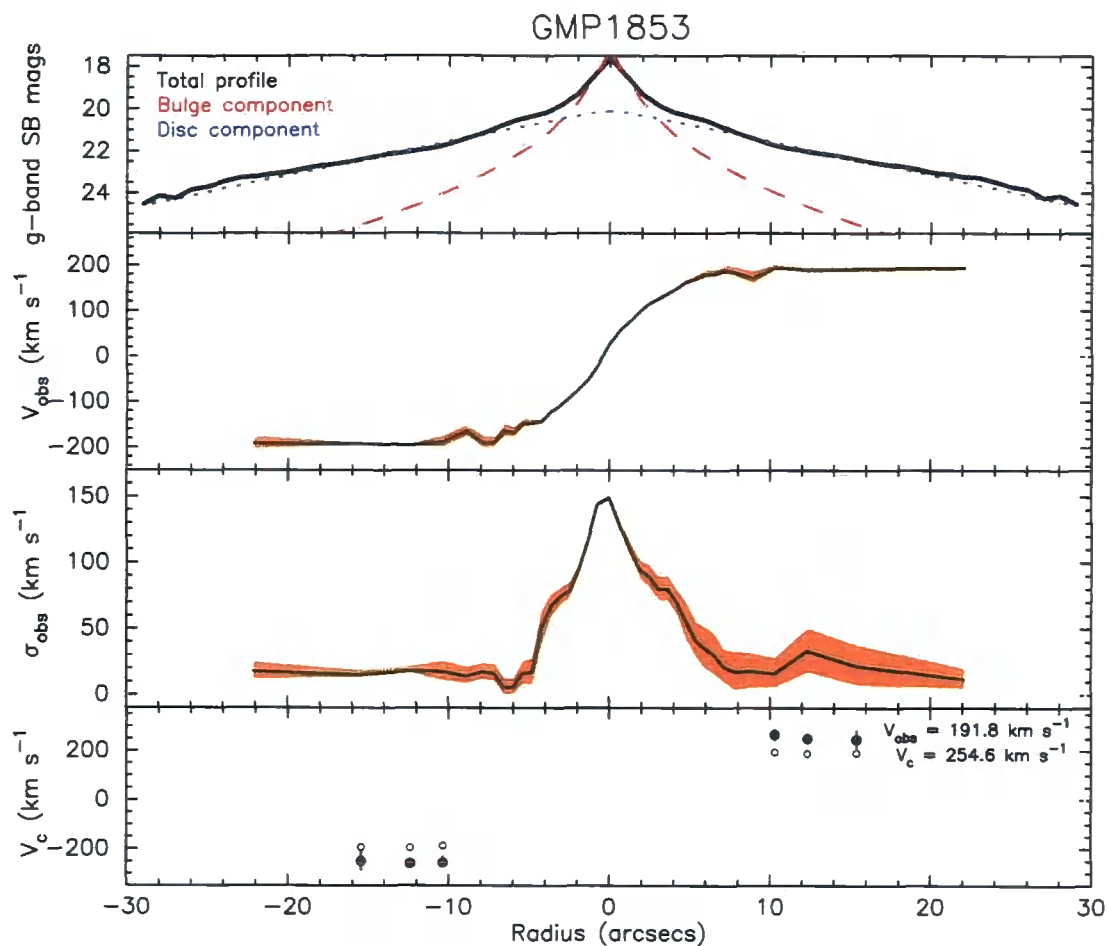 GMP1853
g-band SB mags
18
20
22
24
Total profile
Bulge component
Disc component
V_obs (km s⁻¹)
200
100
0
−100
−200
σ_obs (km s⁻¹)
150
100
50
0
V_c (km s⁻¹)
200
0
−200
V_obs = 191.8 km s⁻¹
V_c = 254.6 km s⁻¹
−30
−20
−10
0
10
20
30
Radius (arcsecs)